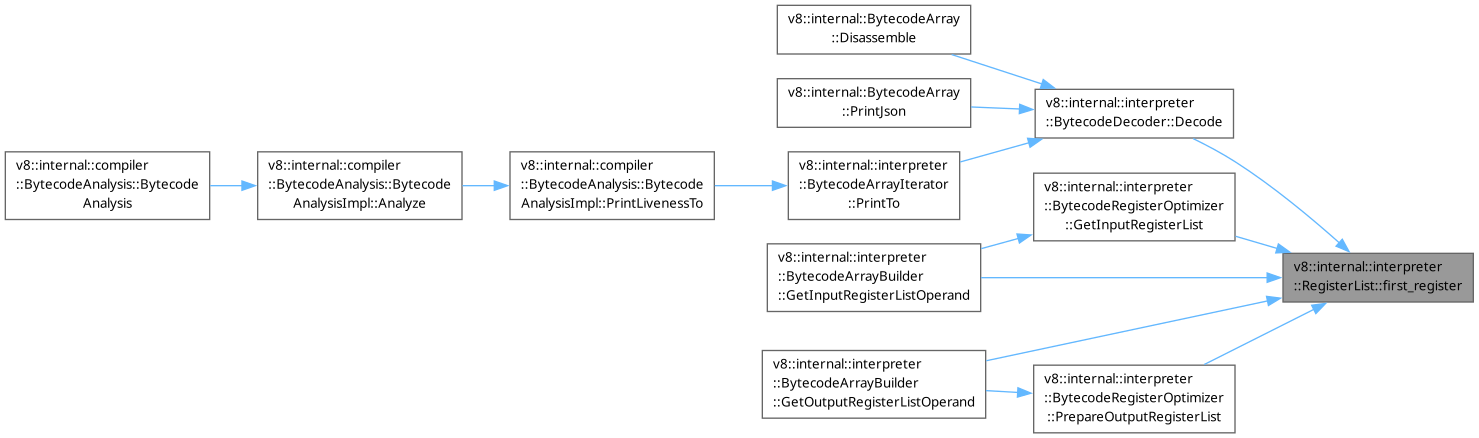 v8::internal::BytecodeArray
::Disassemble
v8::internal::BytecodeArray
::PrintJson
v8::internal::interpreter
::BytecodeDecoder::Decode
v8::internal::compiler
::BytecodeAnalysis::Bytecode
Analysis
v8::internal::compiler
::BytecodeAnalysis::Bytecode
AnalysisImpl::Analyze
v8::internal::compiler
::BytecodeAnalysis::Bytecode
AnalysisImpl::PrintLivenessTo
v8::internal::interpreter
::BytecodeArrayIterator
::PrintTo
v8::internal::interpreter
::BytecodeRegisterOptimizer
::GetInputRegisterList
v8::internal::interpreter
::BytecodeArrayBuilder
::GetInputRegisterListOperand
v8::internal::interpreter
::RegisterList::first_register
v8::internal::interpreter
::BytecodeArrayBuilder
::GetOutputRegisterListOperand
v8::internal::interpreter
::BytecodeRegisterOptimizer
::PrepareOutputRegisterList